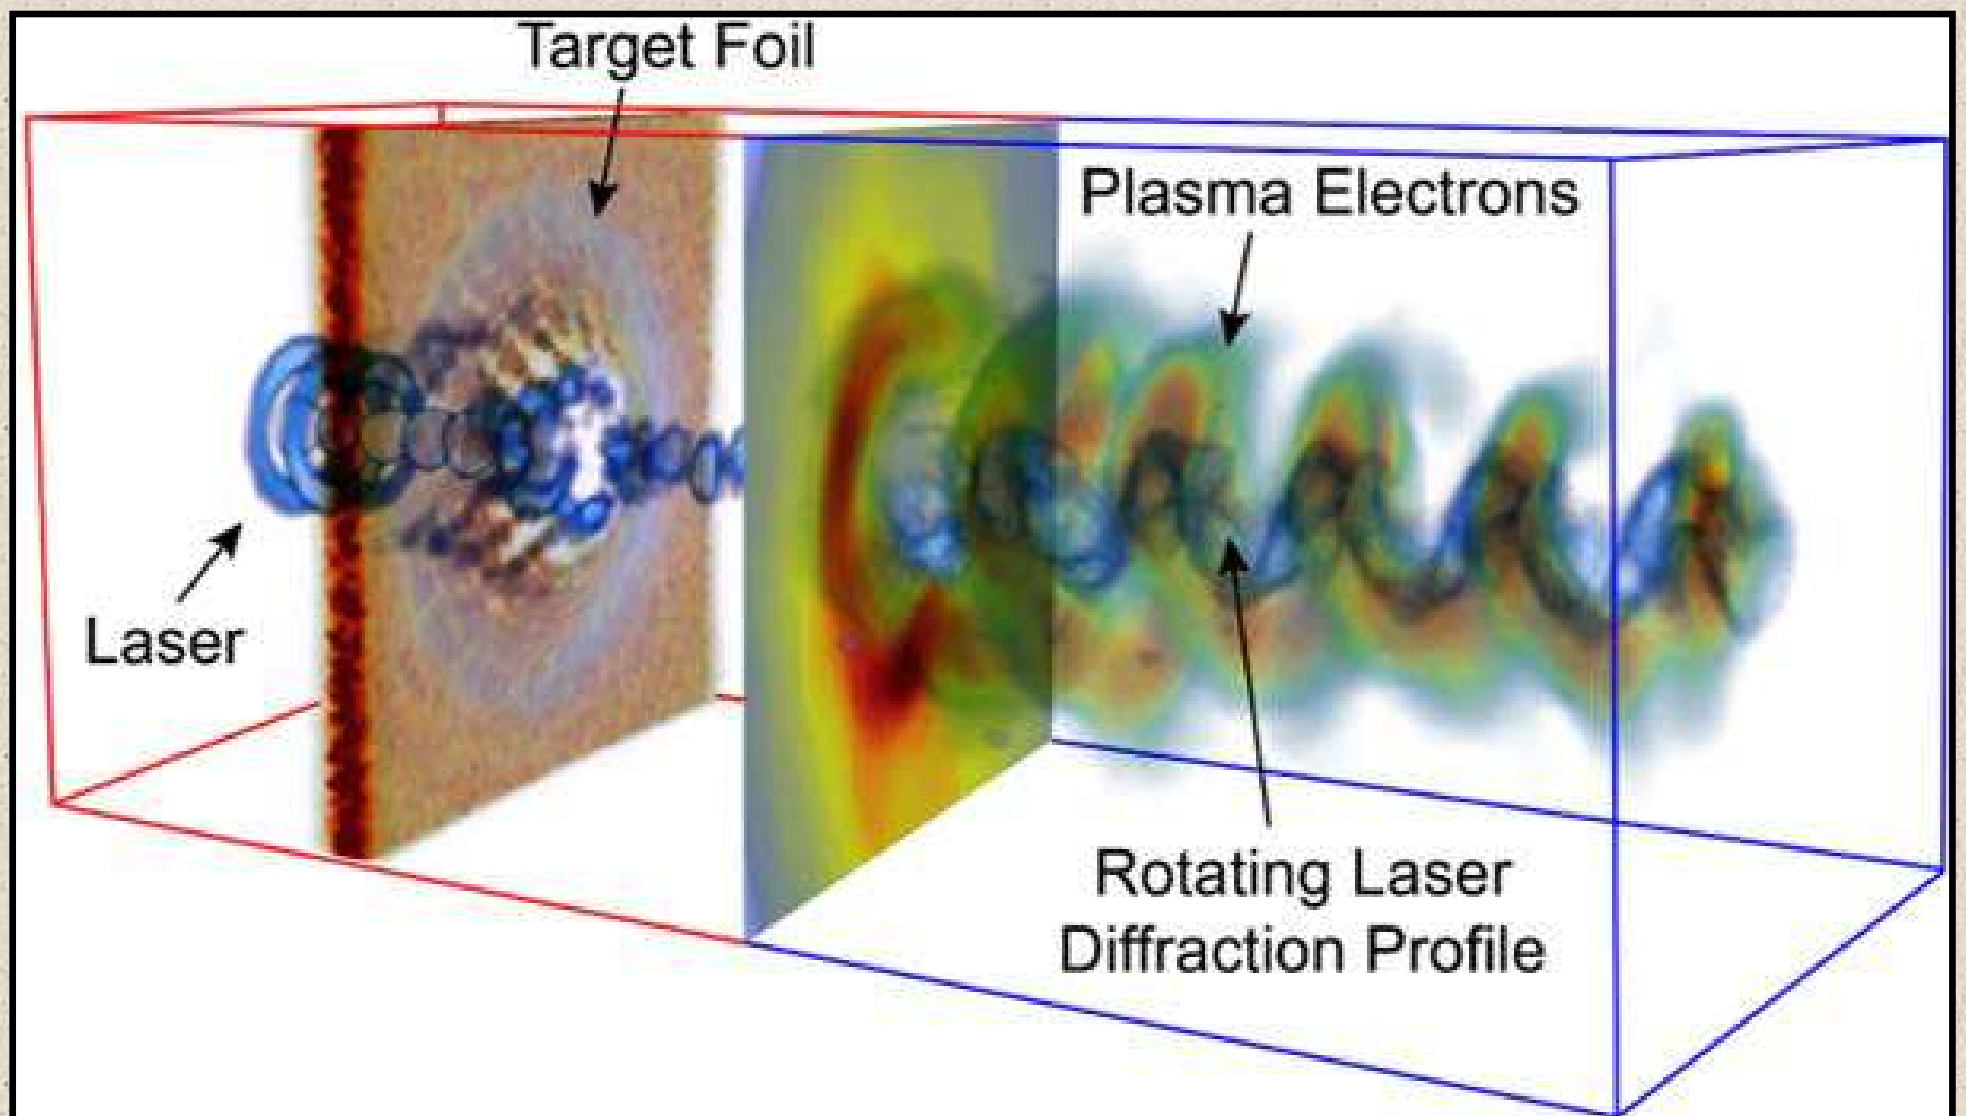 Target Foil
Plasma Electrons
Laser
Rotating Laser
Diffraction Profile